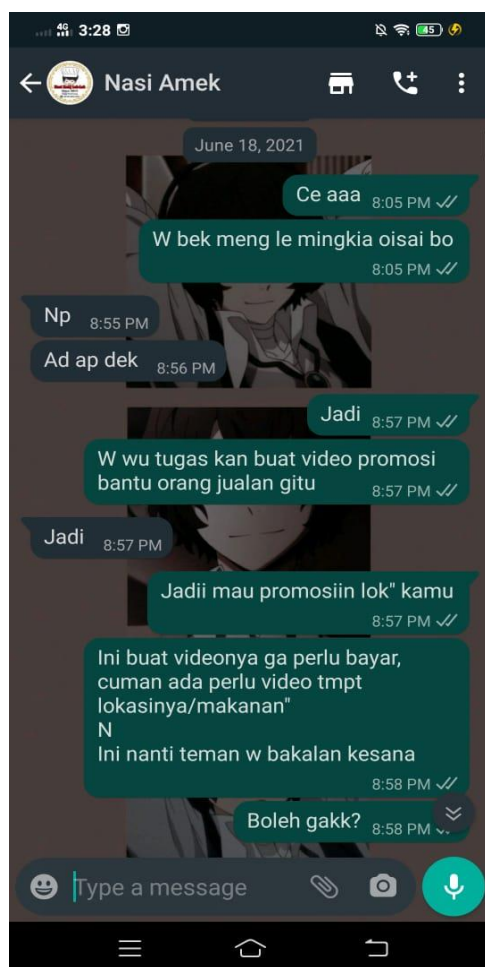 4G 3:28 45
Nasi Amek
June 18, 2021
Ce aaa 8:05 PM
W bek meng le mingkia oisai bo
8:05 PM
Np 8:55 PM
Ad ap dek 8:56 PM
Jadi 8:57 PM
W wu tugas kan buat video promosi
bantu orang jualan gitu 8:57 PM
Jadi 8:57 PM
Jadii mau promosiin lok" kamu
8:57 PM
Ini buat videonya ga perlu bayar,
cuman ada perlu video tmpt
lokasinya/makanan"
N
Ini nanti teman w bakalan kesana
8:58 PM
Boleh gakk? 8:58 PM
Type a message